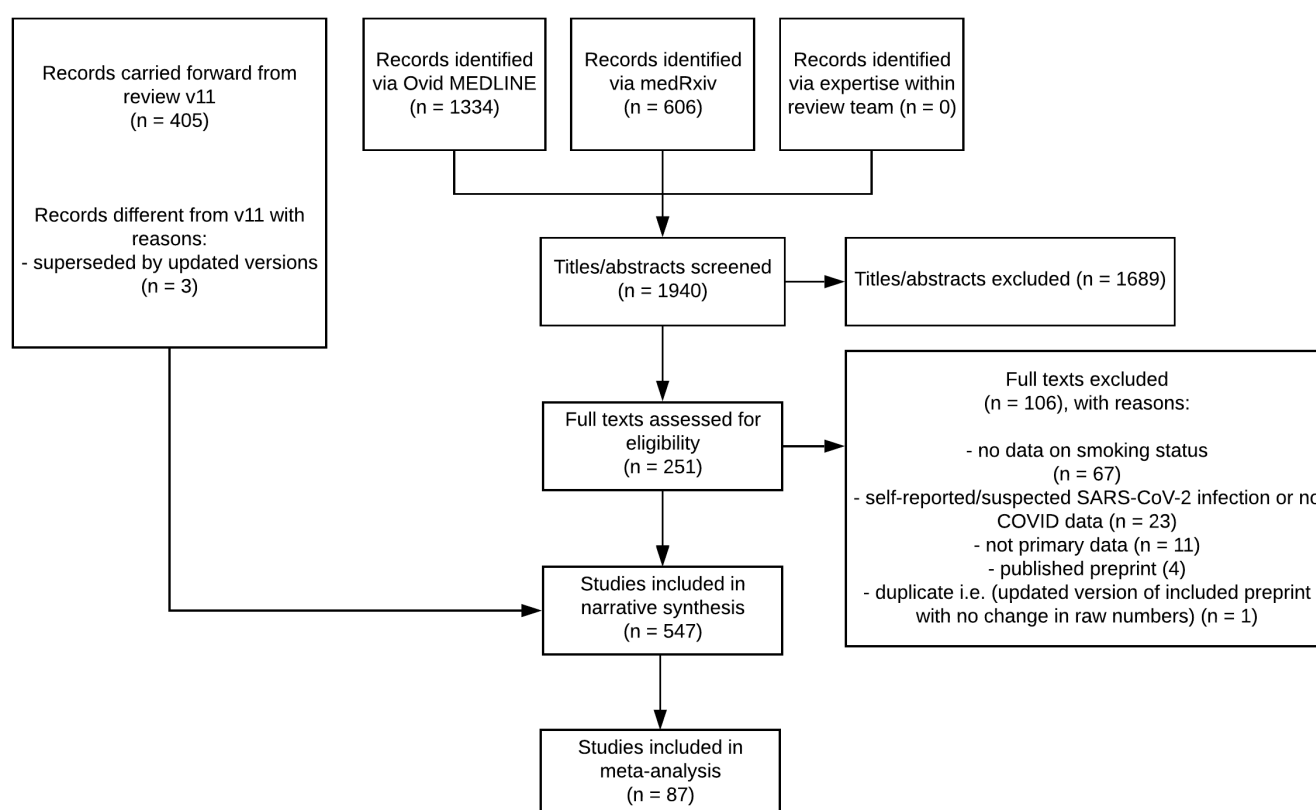 Records carried forward from
review v11
(n = 405)
Records different from v11 with
reasons:
- superseded by updated versions
(n = 3)
Records identified
via Ovid MEDLINE
(n = 1334)
Records identified
via medRxiv
(n = 606)
Records identified
via expertise within
review team (n = 0)
Titles/abstracts screened
(n = 1940)
Titles/abstracts excluded (n = 1689)
Full texts assessed for
eligibility
(n = 251)
Full texts excluded
(n = 106), with reasons:
- no data on smoking status
(n = 67)
- self-reported/suspected SARS-CoV-2 infection or no
COVID data (n = 23)
- not primary data (n = 11)
- published preprint (4)
- duplicate i.e. (updated version of included preprint
with no change in raw numbers) (n = 1)
Studies included in
narrative synthesis
(n = 547)
Studies included in
meta-analysis
(n = 87)